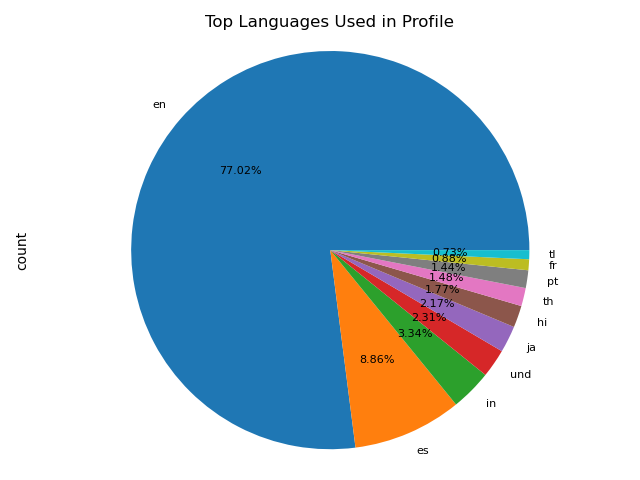 Top Languages Used in Profile
en
77.02%
count
0.73%
tl
0.88%
fr
1.44%
pt
1.48%
th
1.77%
hi
2.17%
ja
2.31%
und
3.34%
in
8.86%
es